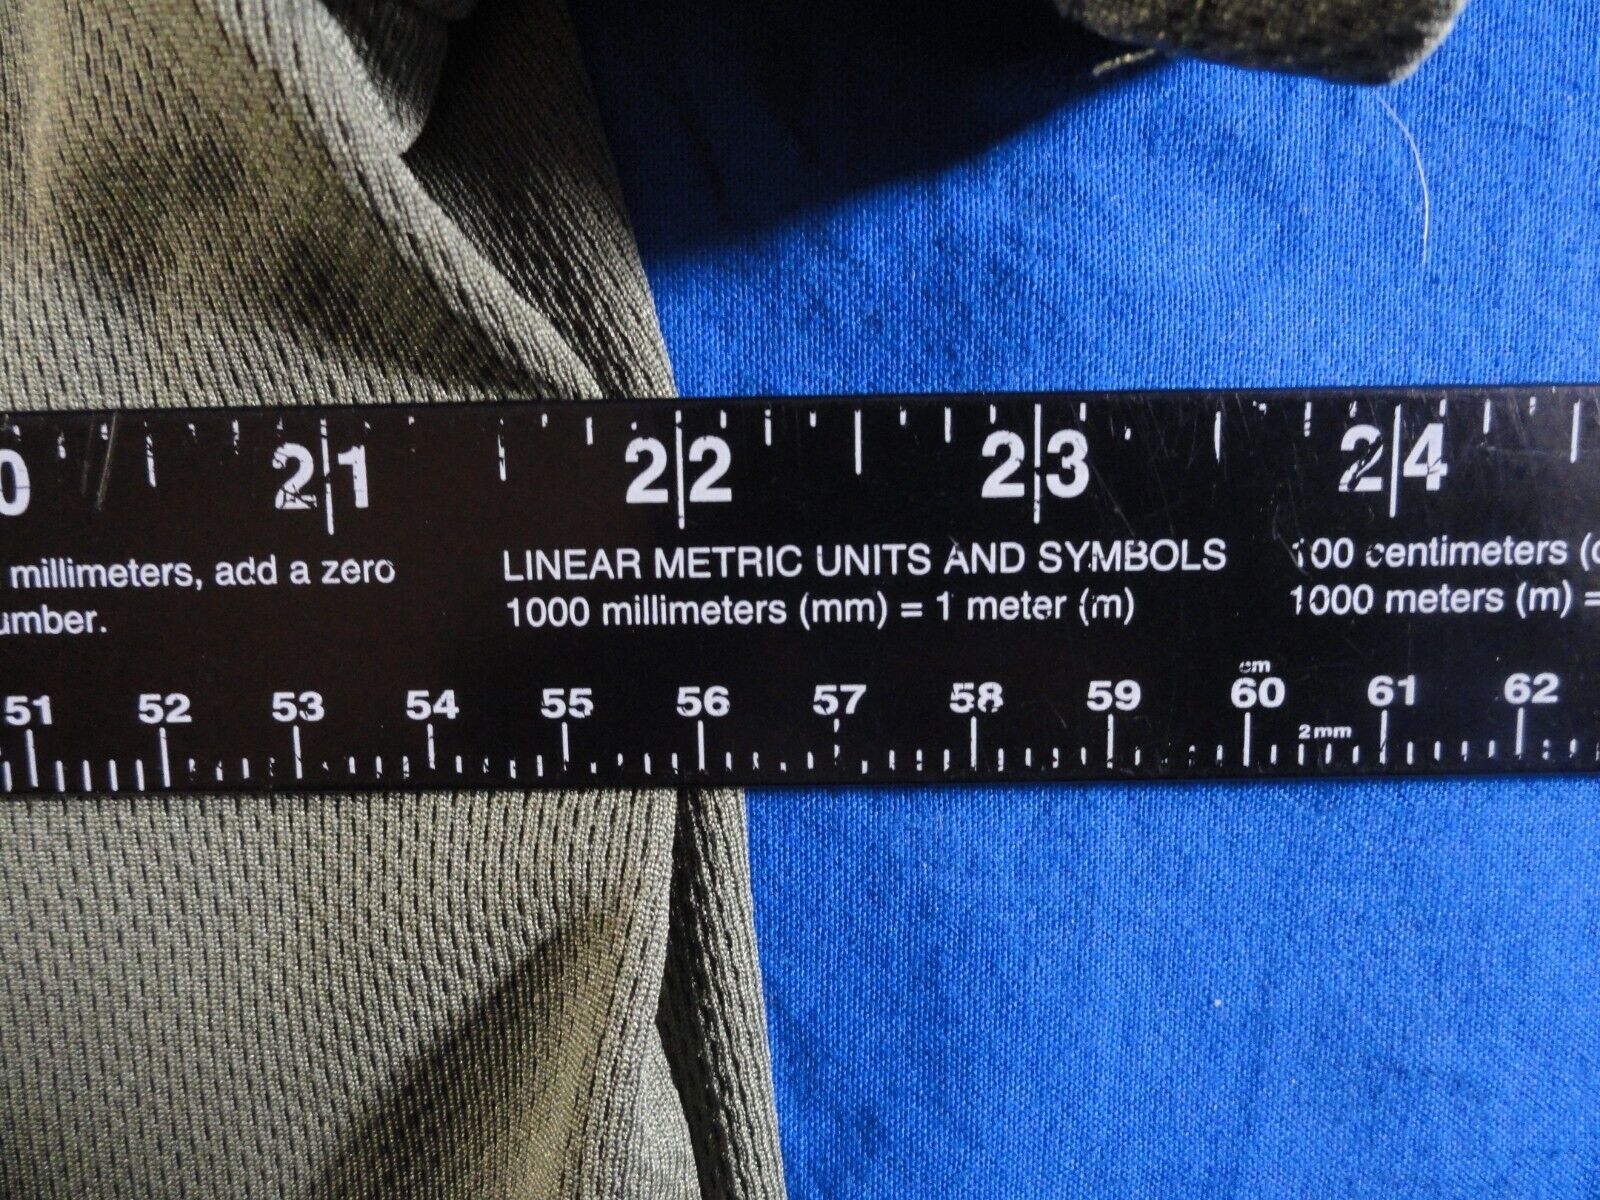 0 21 22 23 24
millimeters, add a zero
umber.
LINEAR METRIC UNITS AND SYMBOLS
1000 millimeters (mm) = 1 meter (m)
100 centimeters (c
1000 meters (m) =
cm
51 52 53 54 55 56 57 58 59 60 61 62
2mm